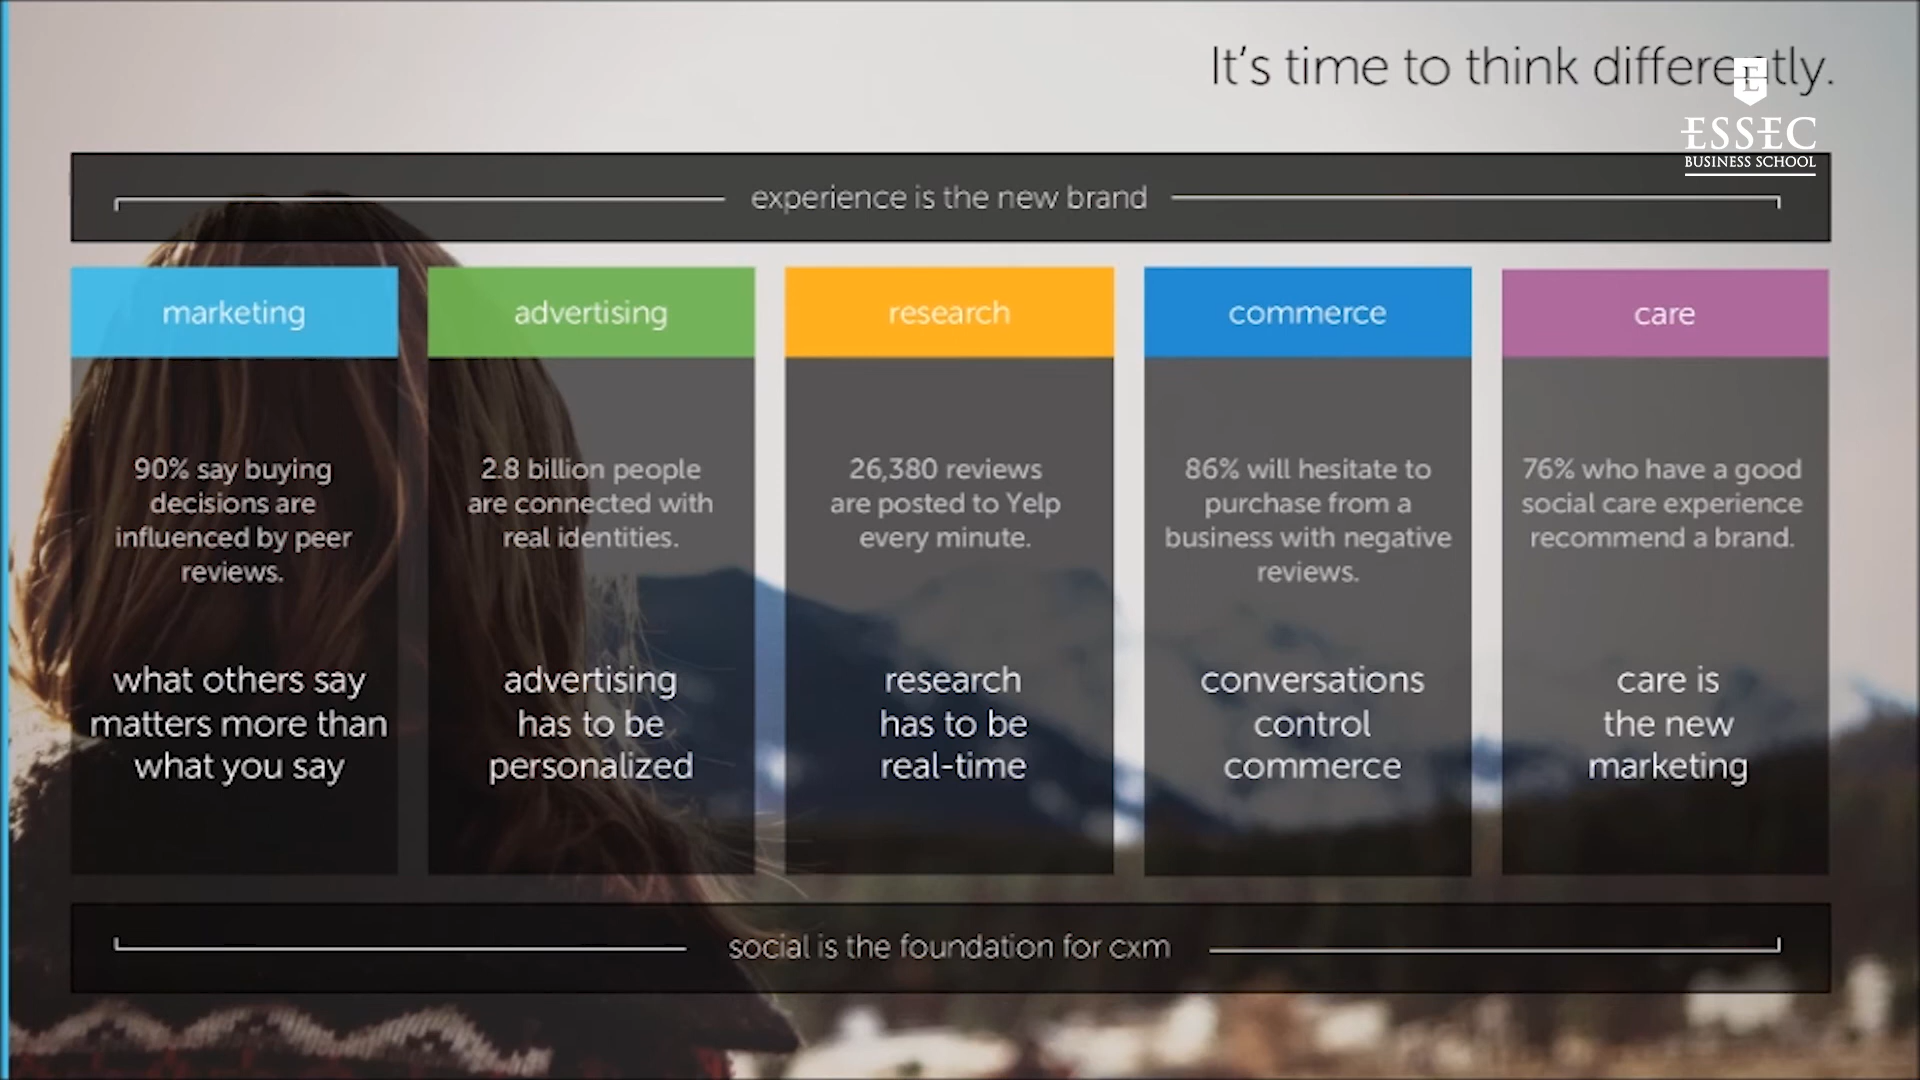 It's time to think differently.
E
ESSEC
BUSINESS SCHOOL
experience is the new brand
marketing
90% say buying
decisions are
influenced by peer
reviews.
what others say
matters more than
what you say
advertising
2.8 billion people
are connected with
real identities.
advertising
has to be
personalized
research
26,380 reviews
are posted to Yelp
every minute.
research
has to be
real-time
commerce
86% will hesitate to
purchase from a
business with negative
reviews.
conversations
control
commerce
care
76% who have a good
social care experience
recommend a brand.
care is
the new
marketing
social is the foundation for cxm